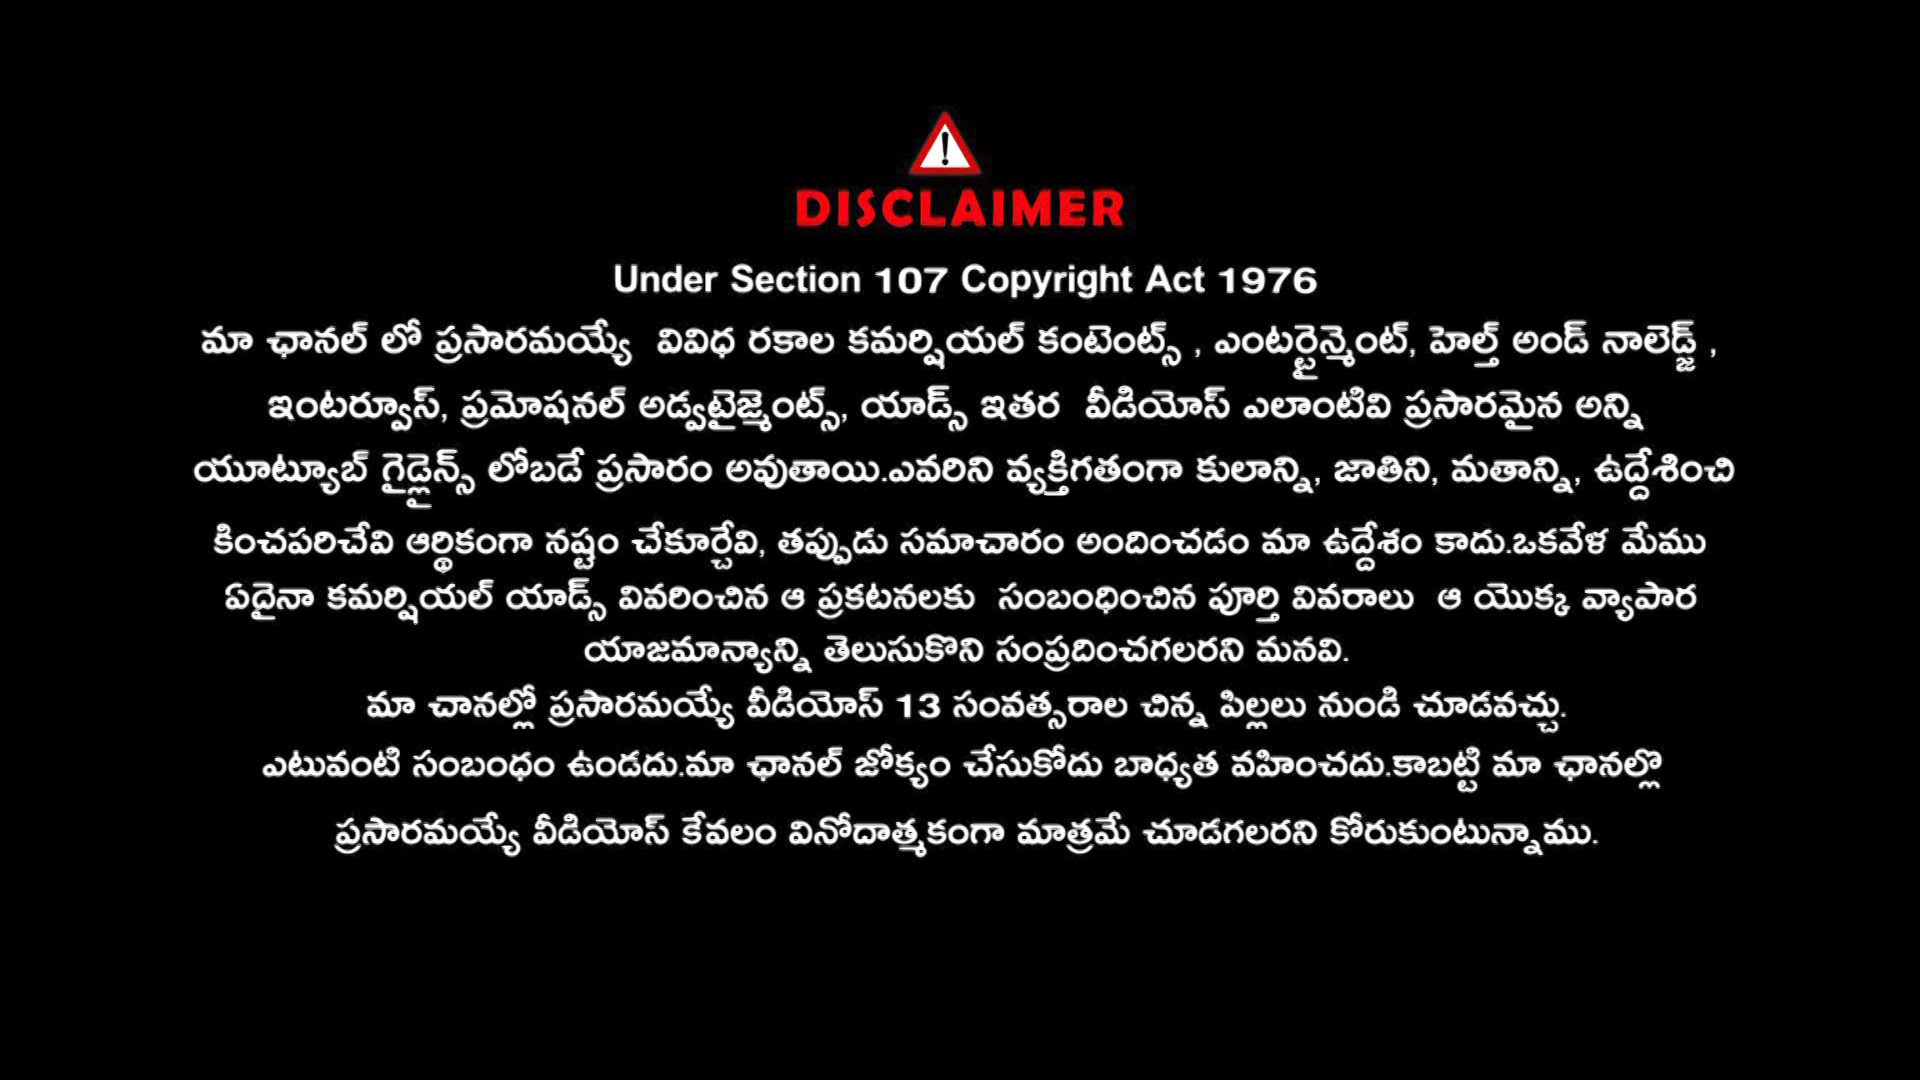 DISCLAIMER
Under Section 107 Copyright Act 1976
మా ఛానల్ లో ప్రసారమయ్యే వివిధ రకాల కమర్షియల్ కంటెంట్స్ , ఎంటర్టైన్మెంట్, హెల్త్ అండ్ నాలెడ్జ్ ,
ఇంటర్వూస్, ప్రమోషనల్ అడ్వటైజ్మెంట్స్, యాడ్స్ ఇతర వీడియోస్ ఎలాంటివి ప్రసారమైన అన్ని
యూట్యూబ్ గైడ్లైన్స్ లోబడే ప్రసారం అవుతాయి.ఎవరిని వ్యక్తిగతంగా కులాన్ని, జాతిని, మతాన్ని, ఉద్దేశించి
కించపరిచేవి ఆర్థికంగా నష్టం చేకూర్చేవి, తప్పుడు సమాచారం అందించడం మా ఉద్దేశం కాదు.ఒకవేళ మేము
ఏదైనా కమర్షియల్ యాడ్స్ వివరించిన ఆ ప్రకటనలకు సంబంధించిన పూర్తి వివరాలు ఆ యొక్క వ్యాపార
యాజమాన్యాన్ని తెలుసుకొని సంప్రదించగలరని మనవి.
మా చానల్లో ప్రసారమయ్యే వీడియోస్ 13 సంవత్సరాల చిన్న పిల్లలు నుండి చూడవచ్చు.
ఎటువంటి సంబంధం ఉండదు.మా ఛానల్ జోక్యం చేసుకోదు బాధ్యత వహించదు.కాబట్టి మా ఛానల్లొ
ప్రసారమయ్యే వీడియోస్ కేవలం వినోదాత్మకంగా మాత్రమే చూడగలరని కోరుకుంటున్నాము.